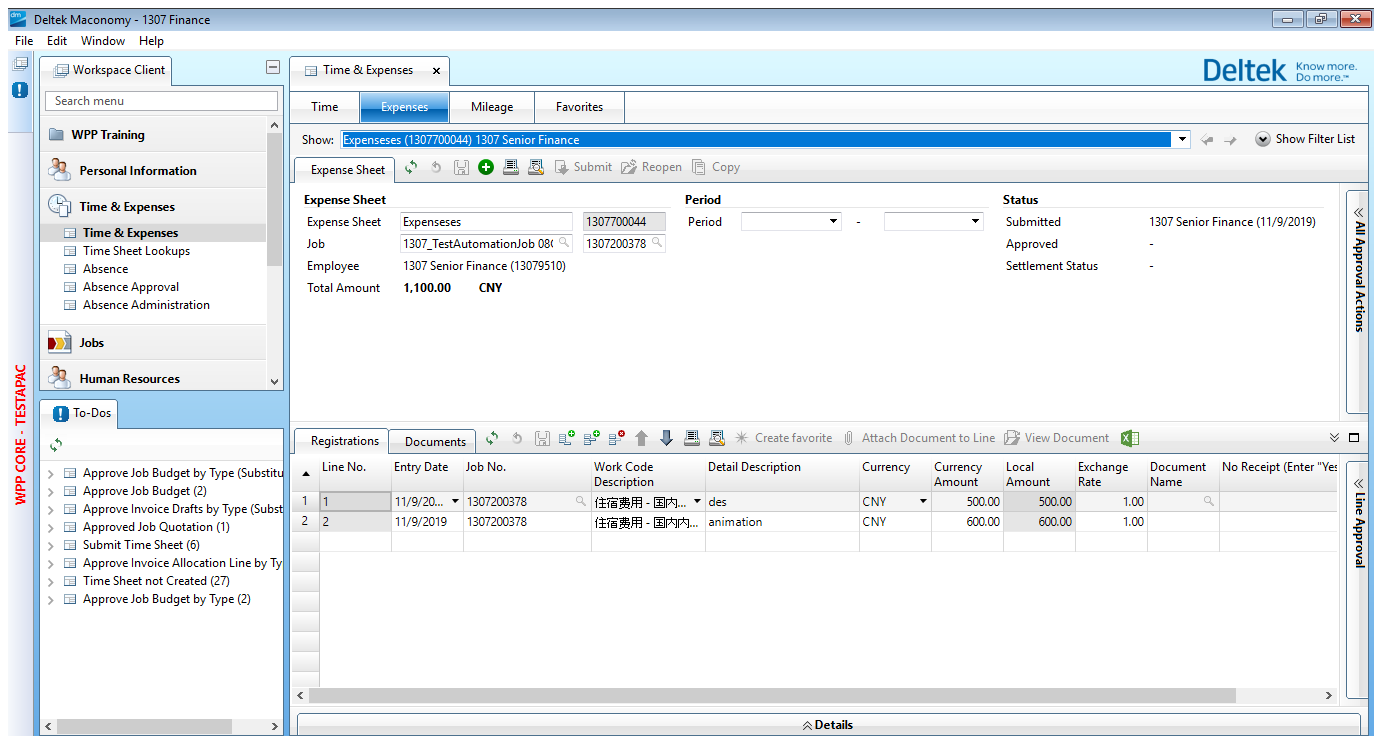 dm Deltek Maconomy - 1307 Finance
File Edit Window Help
WPP CORE - TESTAPAC
Workspace Client
Search menu
WPP Training
Personal Information
Time & Expenses
Time & Expenses
Time Sheet Lookups
Absence
Absence Approval
Absence Administration
Jobs
Human Resources
To-Dos
Approve Job Budget by Type (Substitu
Approve Job Budget (2)
Approve Invoice Drafts by Type (Subst
Approved Job Quotation (1)
Submit Time Sheet (6)
Approve Invoice Allocation Line by Ty
Time Sheet not Created (27)
Approve Job Budget by Type (2)
Time & Expenses x
Deltek Know more. Do more.™
Time Expenses Mileage Favorites
Show: Expenseses (1307700044) 1307 Senior Finance Show Filter List
Expense Sheet Submit Reopen Copy
Expense Sheet Period Status
Expense Sheet Expenseses 1307700044 Period - Submitted 1307 Senior Finance (11/9/2019)
Job 1307_TestAutomationJob 08( 1307200378 Approved -
Employee 1307 Senior Finance (13079510) Settlement Status -
Total Amount 1,100.00 CNY
All Approval Actions
Registrations Documents Create favorite Attach Document to Line View Document
Line No. Entry Date Job No. Work Code Description Detail Description Currency Currency Amount Local Amount Exchange Rate Document Name No Receipt (Enter "Yes
1 1 11/9/20... 1307200378 住宿费用 - 国内... des CNY 500.00 500.00 1.00
2 2 11/9/2019 1307200378 住宿费用 - 国内内... animation CNY 600.00 600.00 1.00
Line Approval
Details